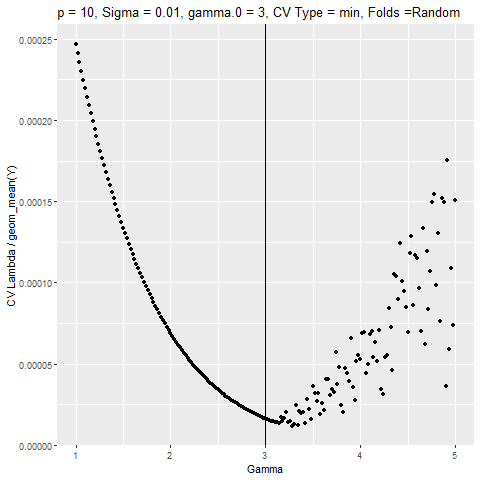 p = 10, Sigma = 0.01, gamma.0 = 3, CV Type = min, Folds =Random
0.00025
0.00020
0.00015
0.00010
0.00005
0.00000
CV Lambda / geom_mean(Y)
1 2 3 4 5
Gamma